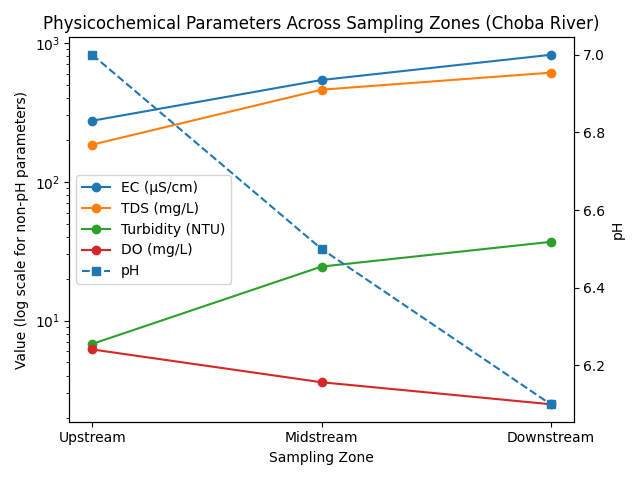 Physicochemical Parameters Across Sampling Zones (Choba River)
Value (log scale for non-pH parameters)
10³
10²
10¹
EC (µS/cm)
TDS (mg/L)
Turbidity (NTU)
DO (mg/L)
pH
7.0
6.8
6.6
6.4
6.2
pH
Upstream
Midstream
Downstream
Sampling Zone